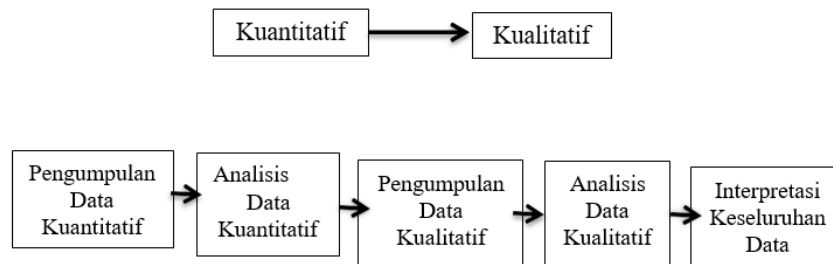 Kuantitatif
Kualitatif
Pengumpulan
Data
Kuantitatif
Analisis
Data
Kuantitatif
Pengumpulan
Data
Kualitatif
Analisis
Data
Kualitatif
Interpretasi
Keseluruhan
Data